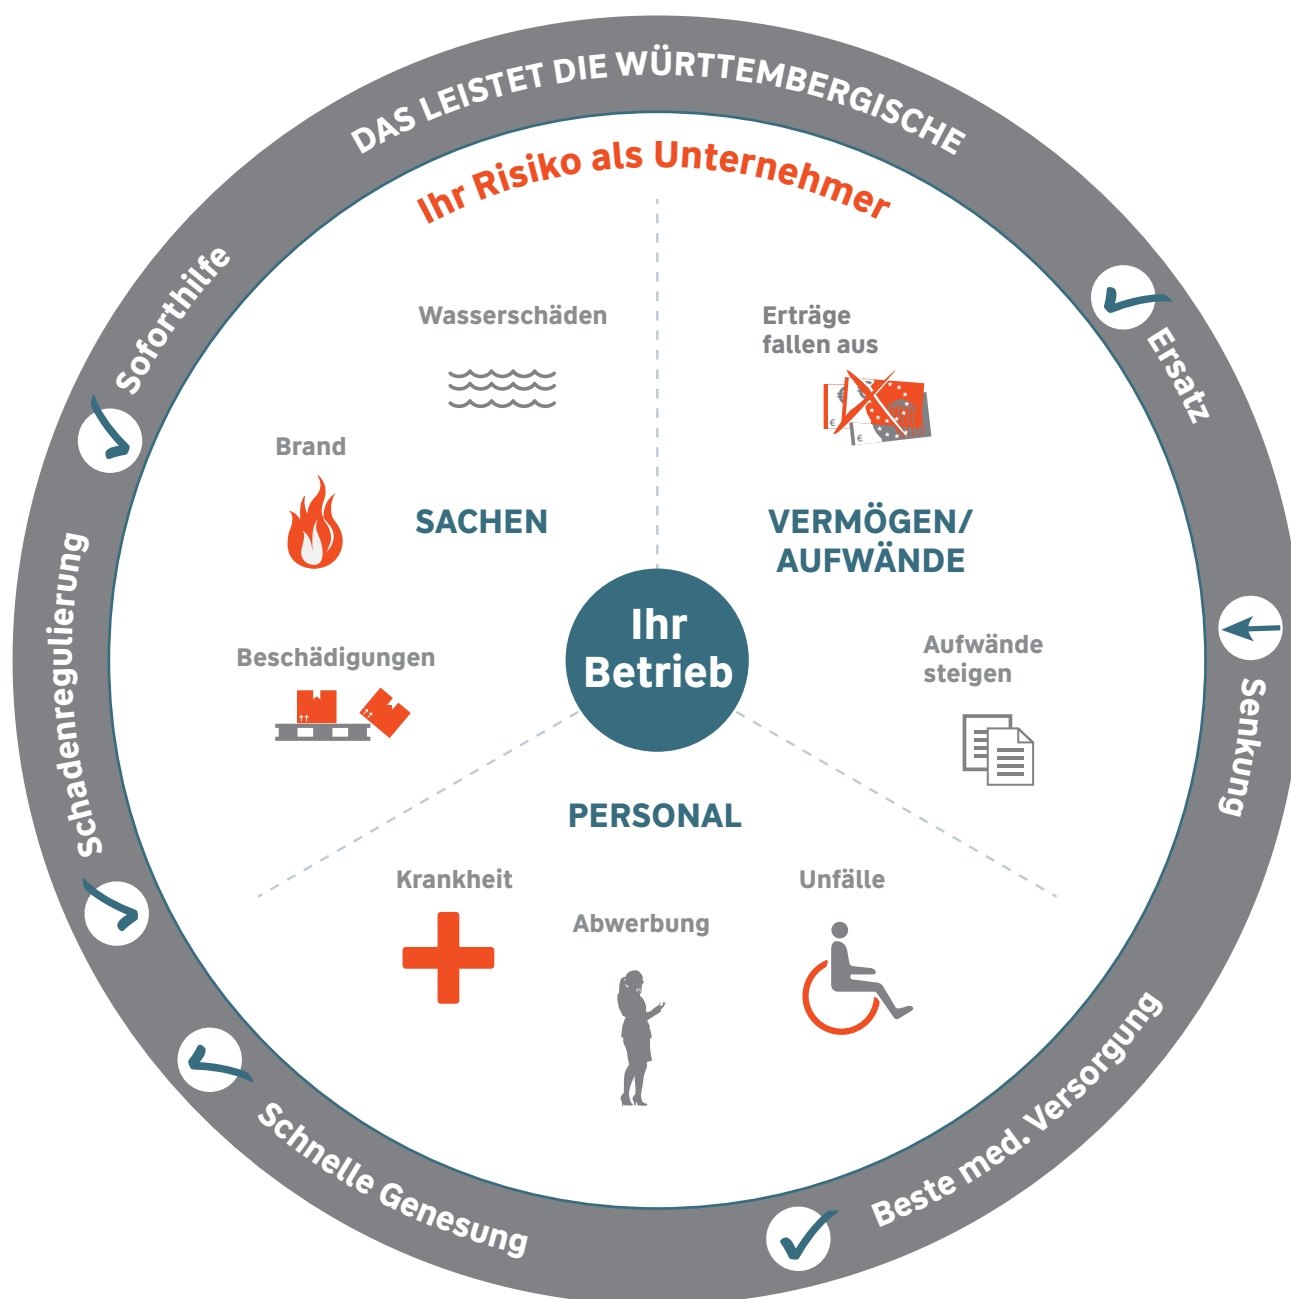 DAS LEISTET DIE WÜRTTEMBERGISCHE
Ihr Risiko als Unternehmer
Soforthilfe
Ersatz
Wasserschäden
Erträge
fallen aus
Brand
SACHEN
VERMÖGEN/
AUFWÄNDE
Schadenregulierung
Ihr
Betrieb
Beschädigungen
Aufwände
steigen
Senkung
PERSONAL
Krankheit
Abwerbung
Unfälle
Schnelle Genesung
Beste med. Versorgung